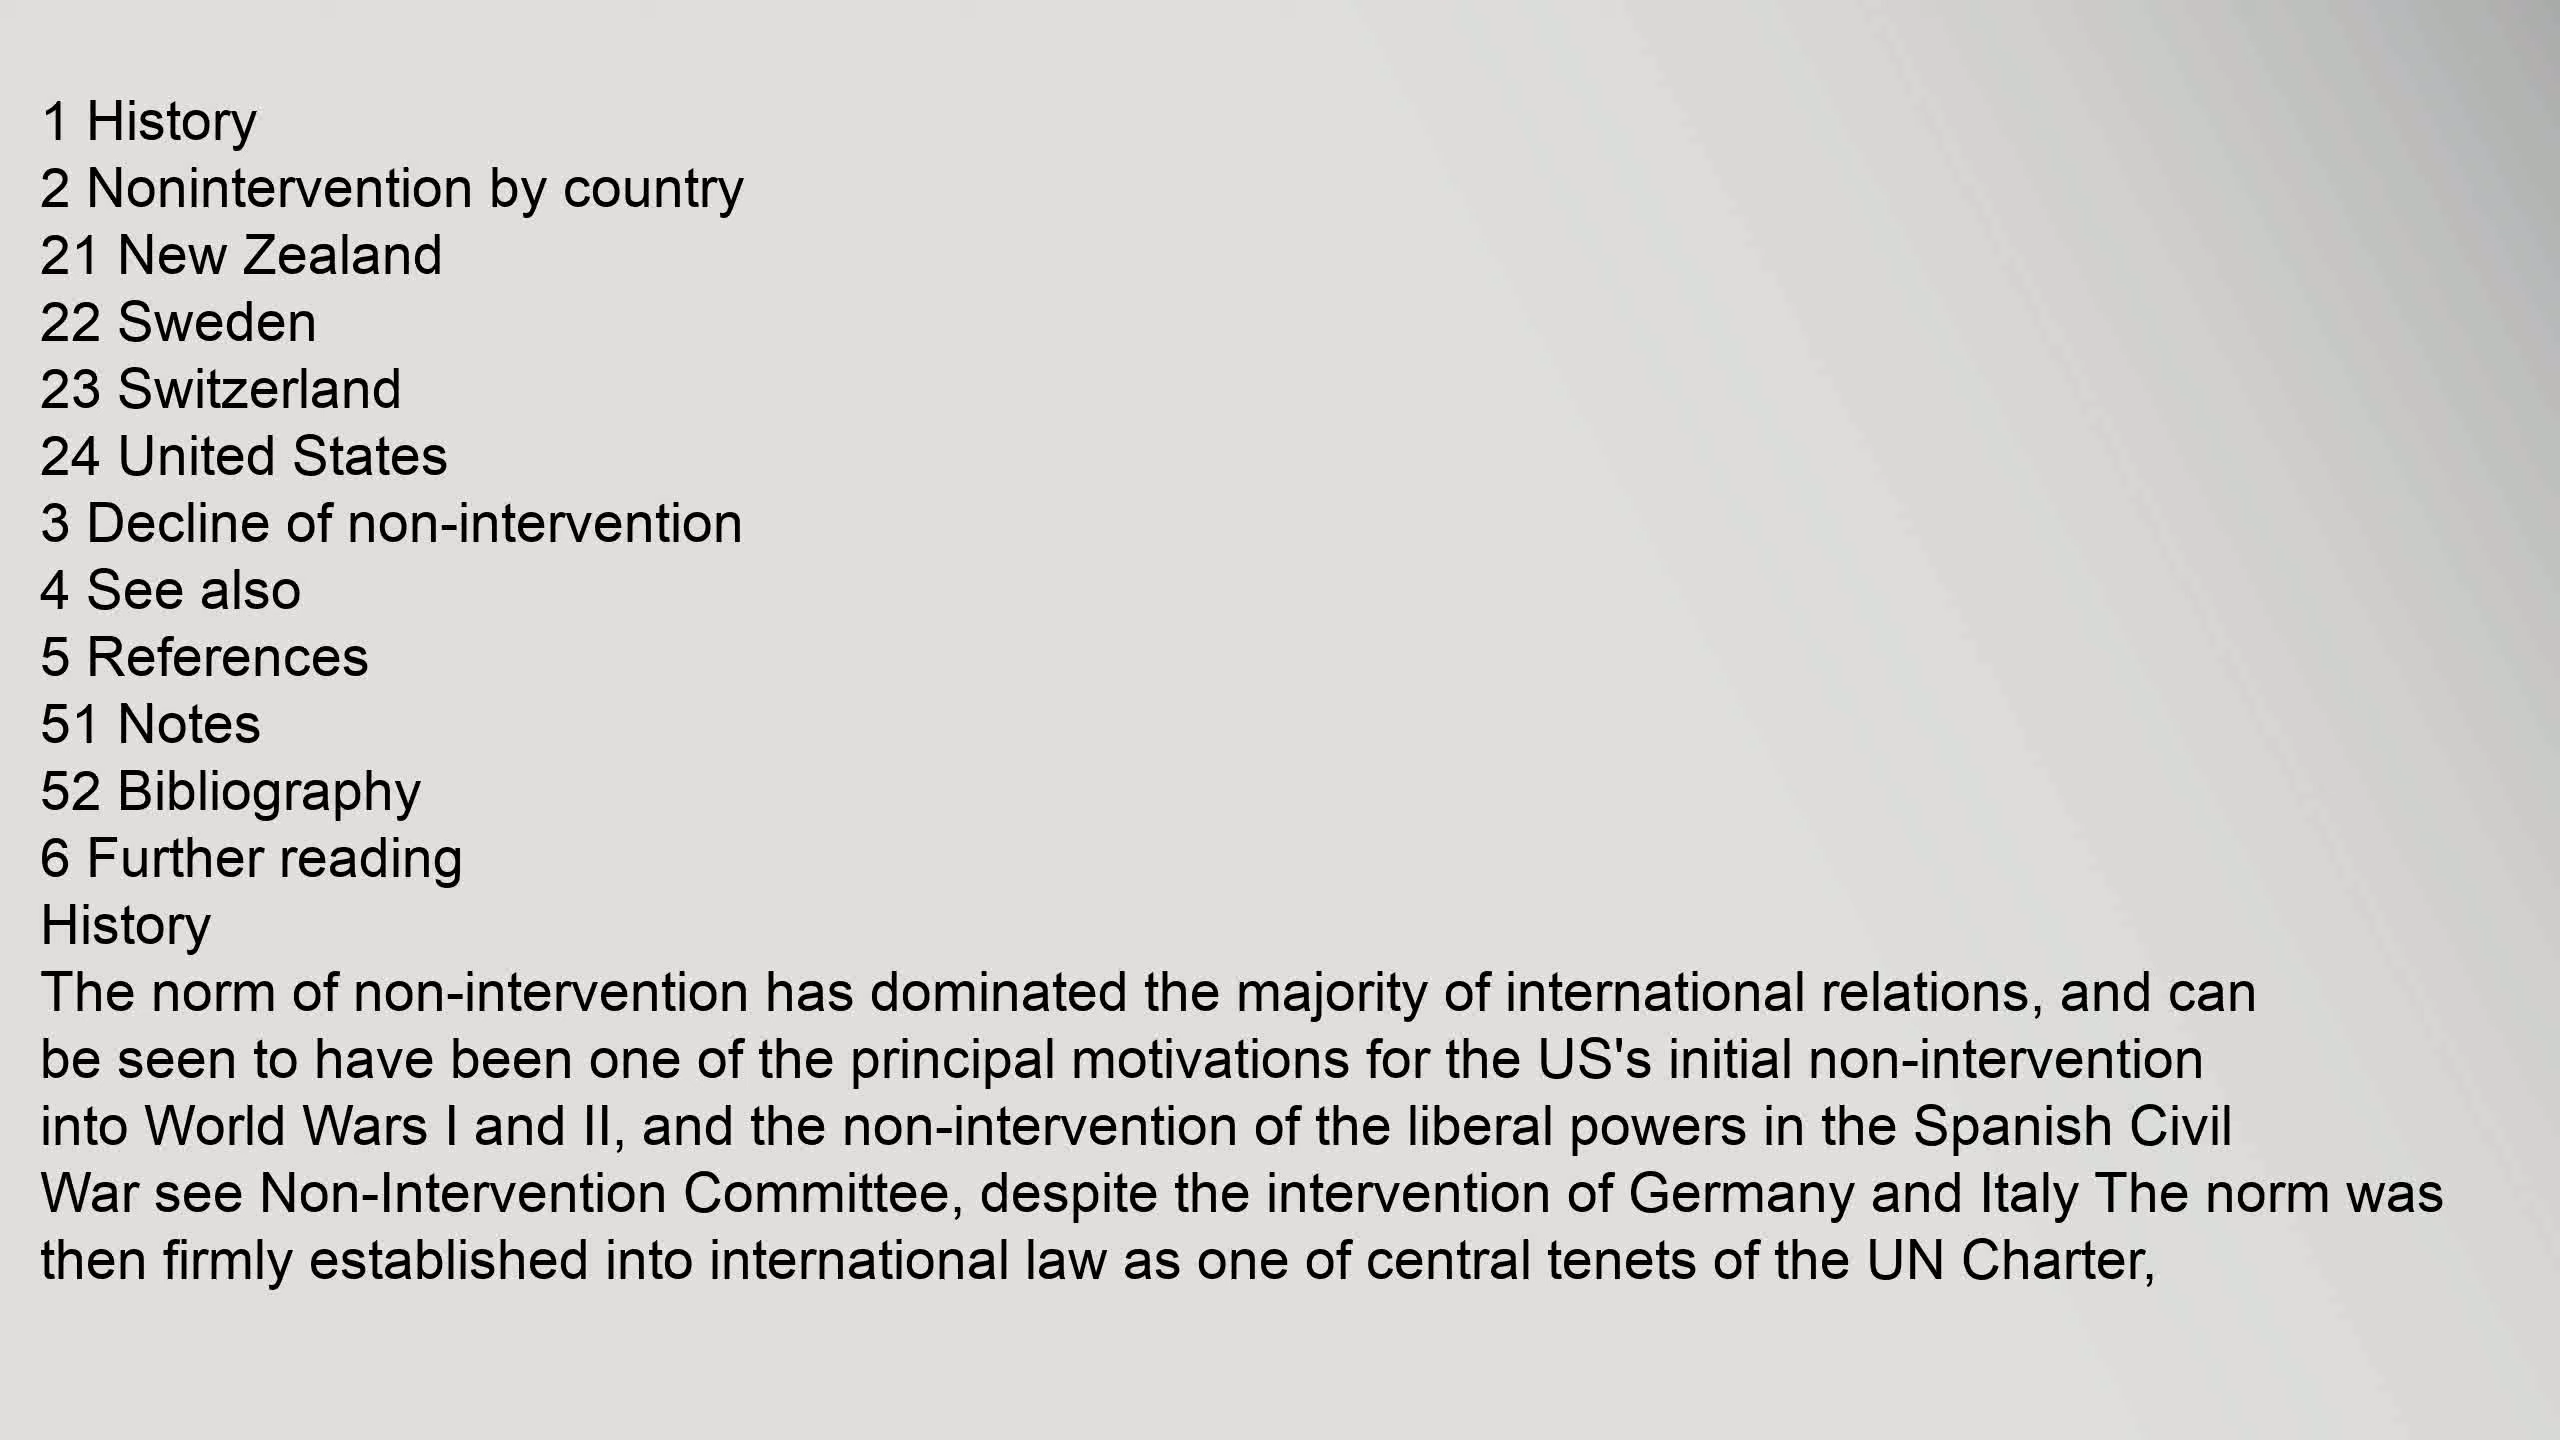 1 History
2 Nonintervention by country
21 New Zealand
22 Sweden
23 Switzerland
24 United States
3 Decline of non-intervention
4 See also
5 References
51 Notes
52 Bibliography
6 Further reading
History
The norm of non-intervention has dominated the majority of international relations, and can
be seen to have been one of the principal motivations for the US's initial non-intervention
into World Wars I and II, and the non-intervention of the liberal powers in the Spanish Civil
War see Non-Intervention Committee, despite the intervention of Germany and Italy The norm was
then firmly established into international law as one of central tenets of the UN Charter,